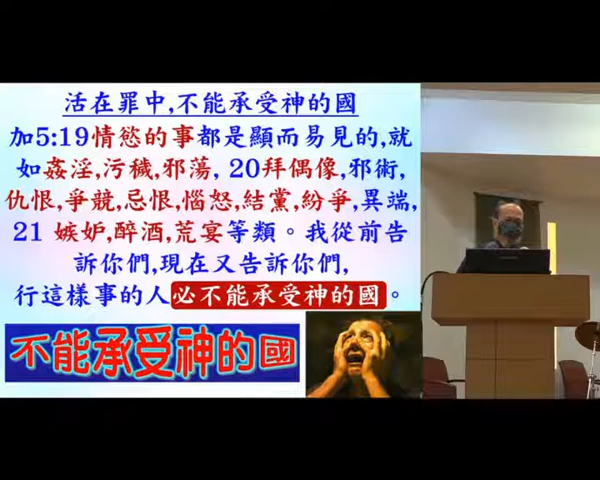 活在罪中,不能承受神的國
加5:19情慾的事都是顯而易見的,就
如姦淫,污穢,邪蕩, 20拜偶像,邪術,
仇恨,爭競,忌恨,惱怒,結黨,紛爭,異端,
21 嫉妒,醉酒,荒宴等類。我從前告
訴你們,現在又告訴你們,
行這樣事的人必不能承受神的國。
不能承受神的國